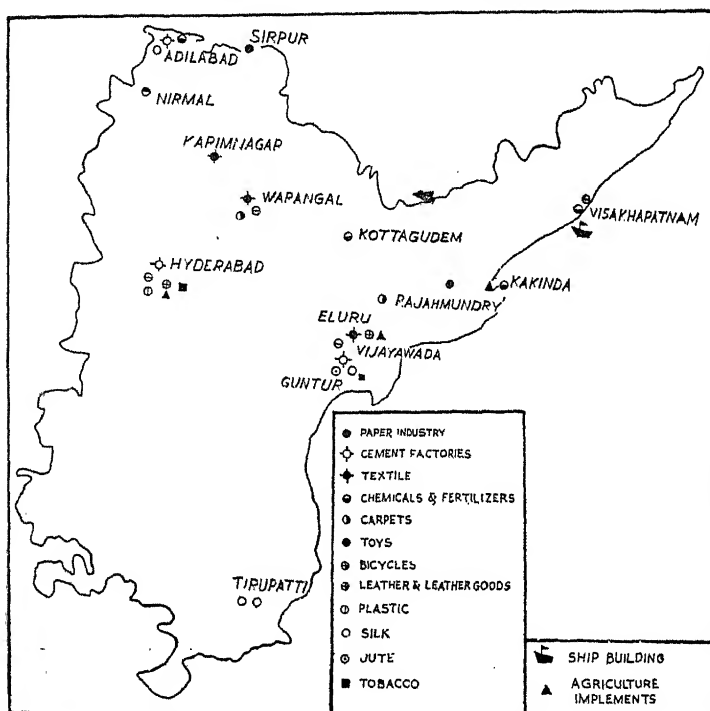 SIRPUR
ADILABAD
NIRMAL
KAPIMNAGAP
WAPANGAL
VISAKHAPATNAM
KOTTAGUDEM
HYDERABAD
KAKINDA
RAJAHMUNDRY
ELURU
VIJAYAWADA
GUNTUR
TIRUPATTI
PAPER INDUSTRY
CEMENT FACTORIES
TEXTILE
CHEMICALS & FERTILIZERS
CARPETS
TOYS
BICYCLES
LEATHER & LEATHER GOODS
PLASTIC
SILK
JUTE
TOBACCO
SHIP BUILDING
AGRICULTURE
IMPLEMENTS